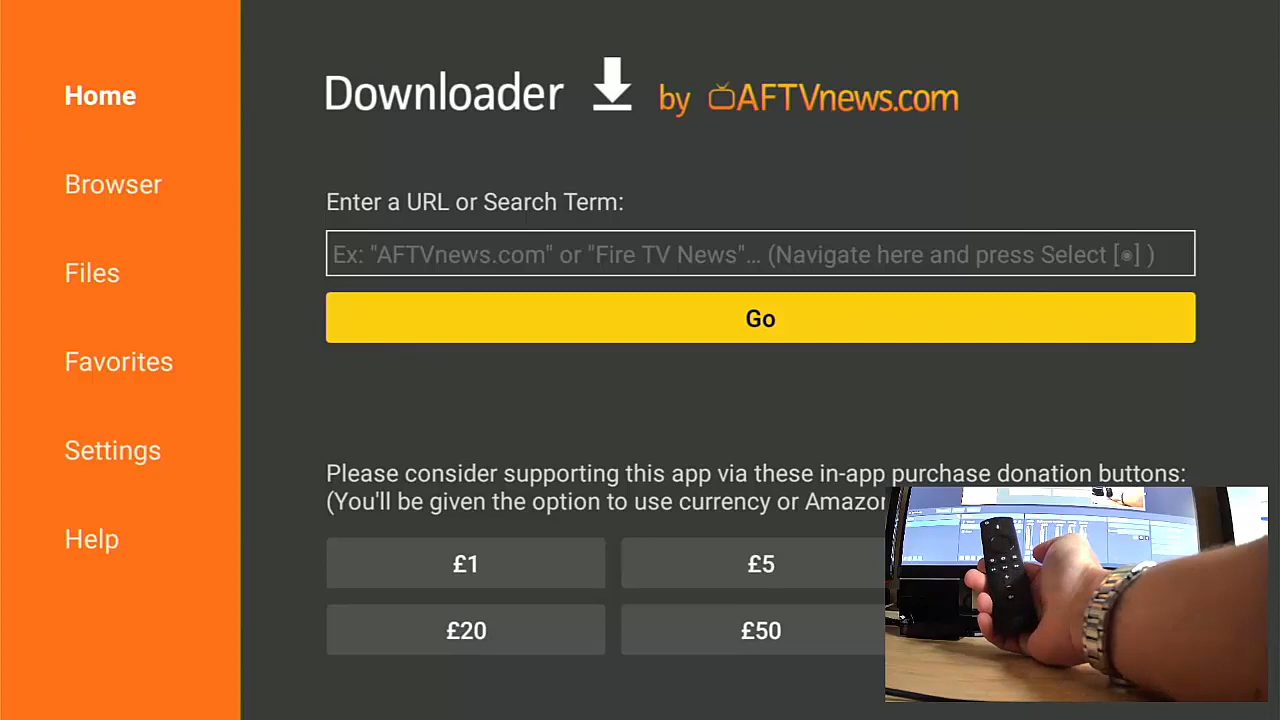 Home
Browser
Files
Favorites
Settings
Help
Downloader by AFTVnews.com
Enter a URL or Search Term:
Ex: "AFTVnews.com" or "Fire TV News"... (Navigate here and press Select [◉] )
Go
Please consider supporting this app via these in-app purchase donation buttons:
(You'll be given the option to use currency or Amazon
£1
£5
£20
£50